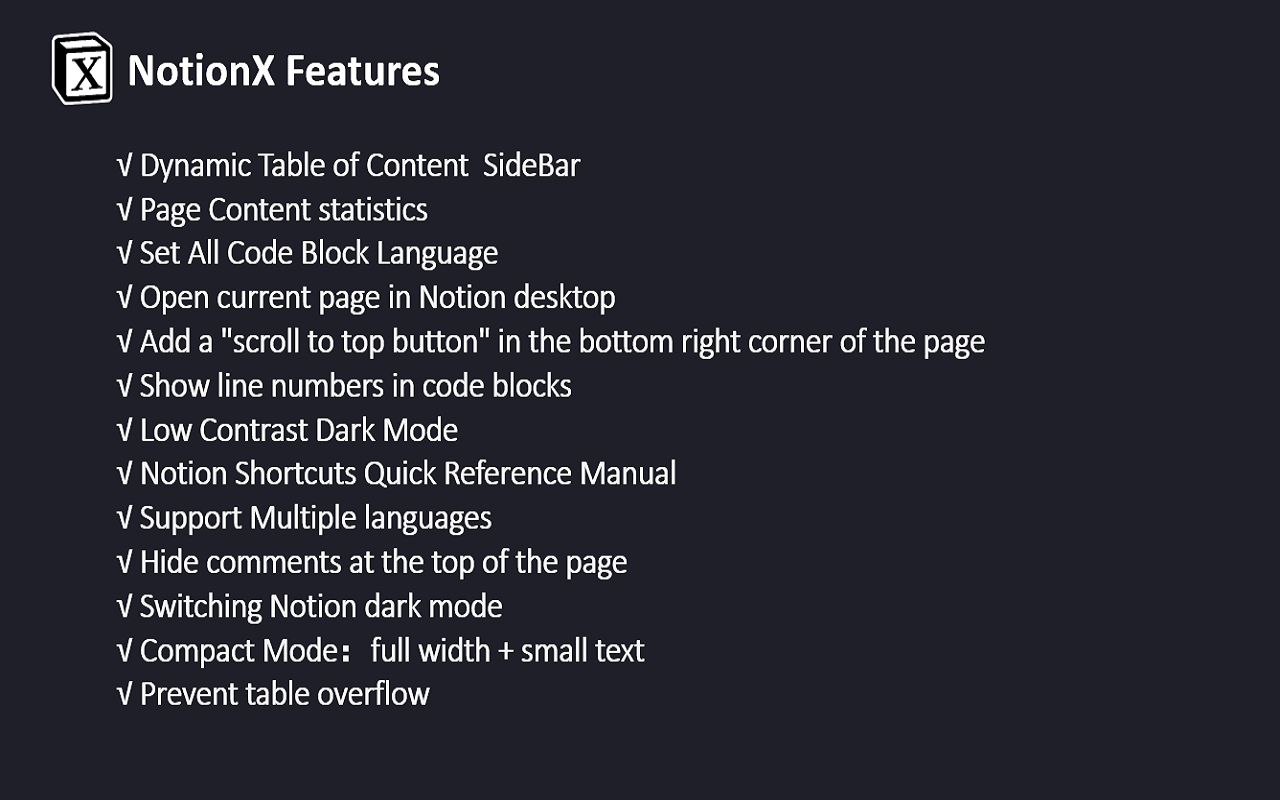 X NotionX Features
√ Dynamic Table of Content  SideBar
√ Page Content statistics
√ Set All Code Block Language
√ Open current page in Notion desktop
√ Add a "scroll to top button" in the bottom right corner of the page
√ Show line numbers in code blocks
√ Low Contrast Dark Mode
√ Notion Shortcuts Quick Reference Manual
√ Support Multiple languages
√ Hide comments at the top of the page
√ Switching Notion dark mode
√ Compact Mode： full width + small text
√ Prevent table overflow